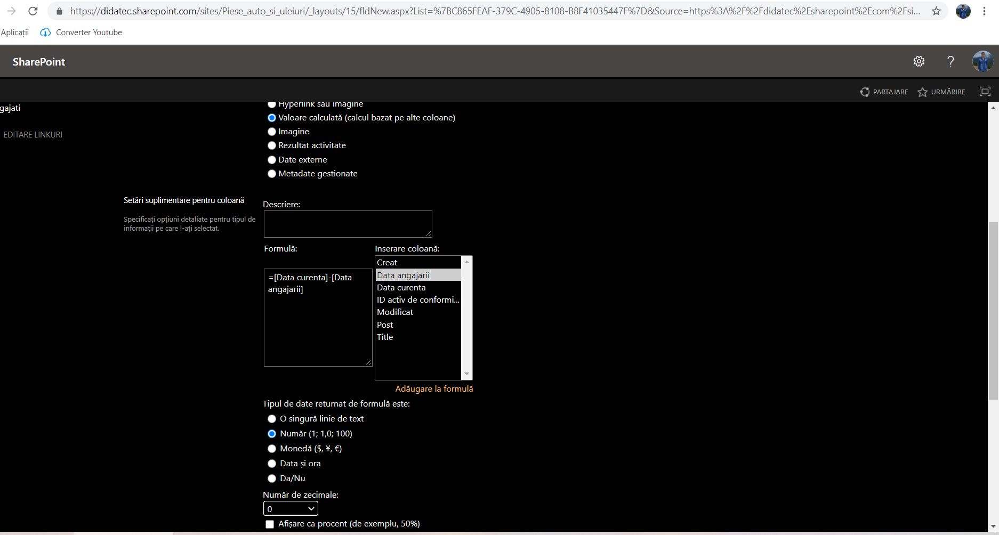 https://didatec.sharepoint.com/sites/Piese_auto_si_uleiuri/_layouts/15/fldNew.aspx?List=%7BC865FEAF-379C-4905-8108-B8F41035447F%7D&Source=https%3A%2F%2Fdidatec%2Esharepoint%2Ecom%2Fsi...
Aplicații Converter Youtube
SharePoint
PARTAJARE URMĂRIRE
gajati
EDITARE LINKURI
Hyperlink sau imagine
Valoare calculată (calcul bazat pe alte coloane)
Imagine
Rezultat activitate
Date externe
Metadate gestionate
Setări suplimentare pentru coloană
Specificați opțiuni detaliate pentru tipul de
informații pe care l-ați selectat.
Descriere:
Formulă:
=[Data curenta]-[Data
angajarii]
Inserare coloană:
Creat
Data angajarii
Data curenta
ID activ de conformi...
Modificat
Post
Title
Adăugare la formulă
Tipul de date returnat de formulă este:
O singură linie de text
Număr (1; 1,0; 100)
Monedă ($, ¥, €)
Data și ora
Da/Nu
Număr de zecimale:
0
Afișare ca procent (de exemplu, 50%)